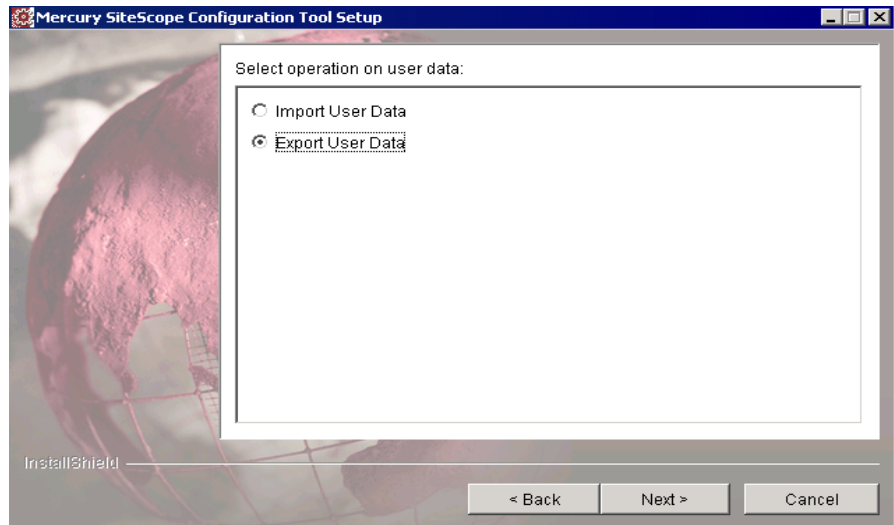 Mercury SiteScope Configuration Tool Setup
Select operation on user data:
Import User Data
Export User Data
InstallShield
< Back
Next >
Cancel